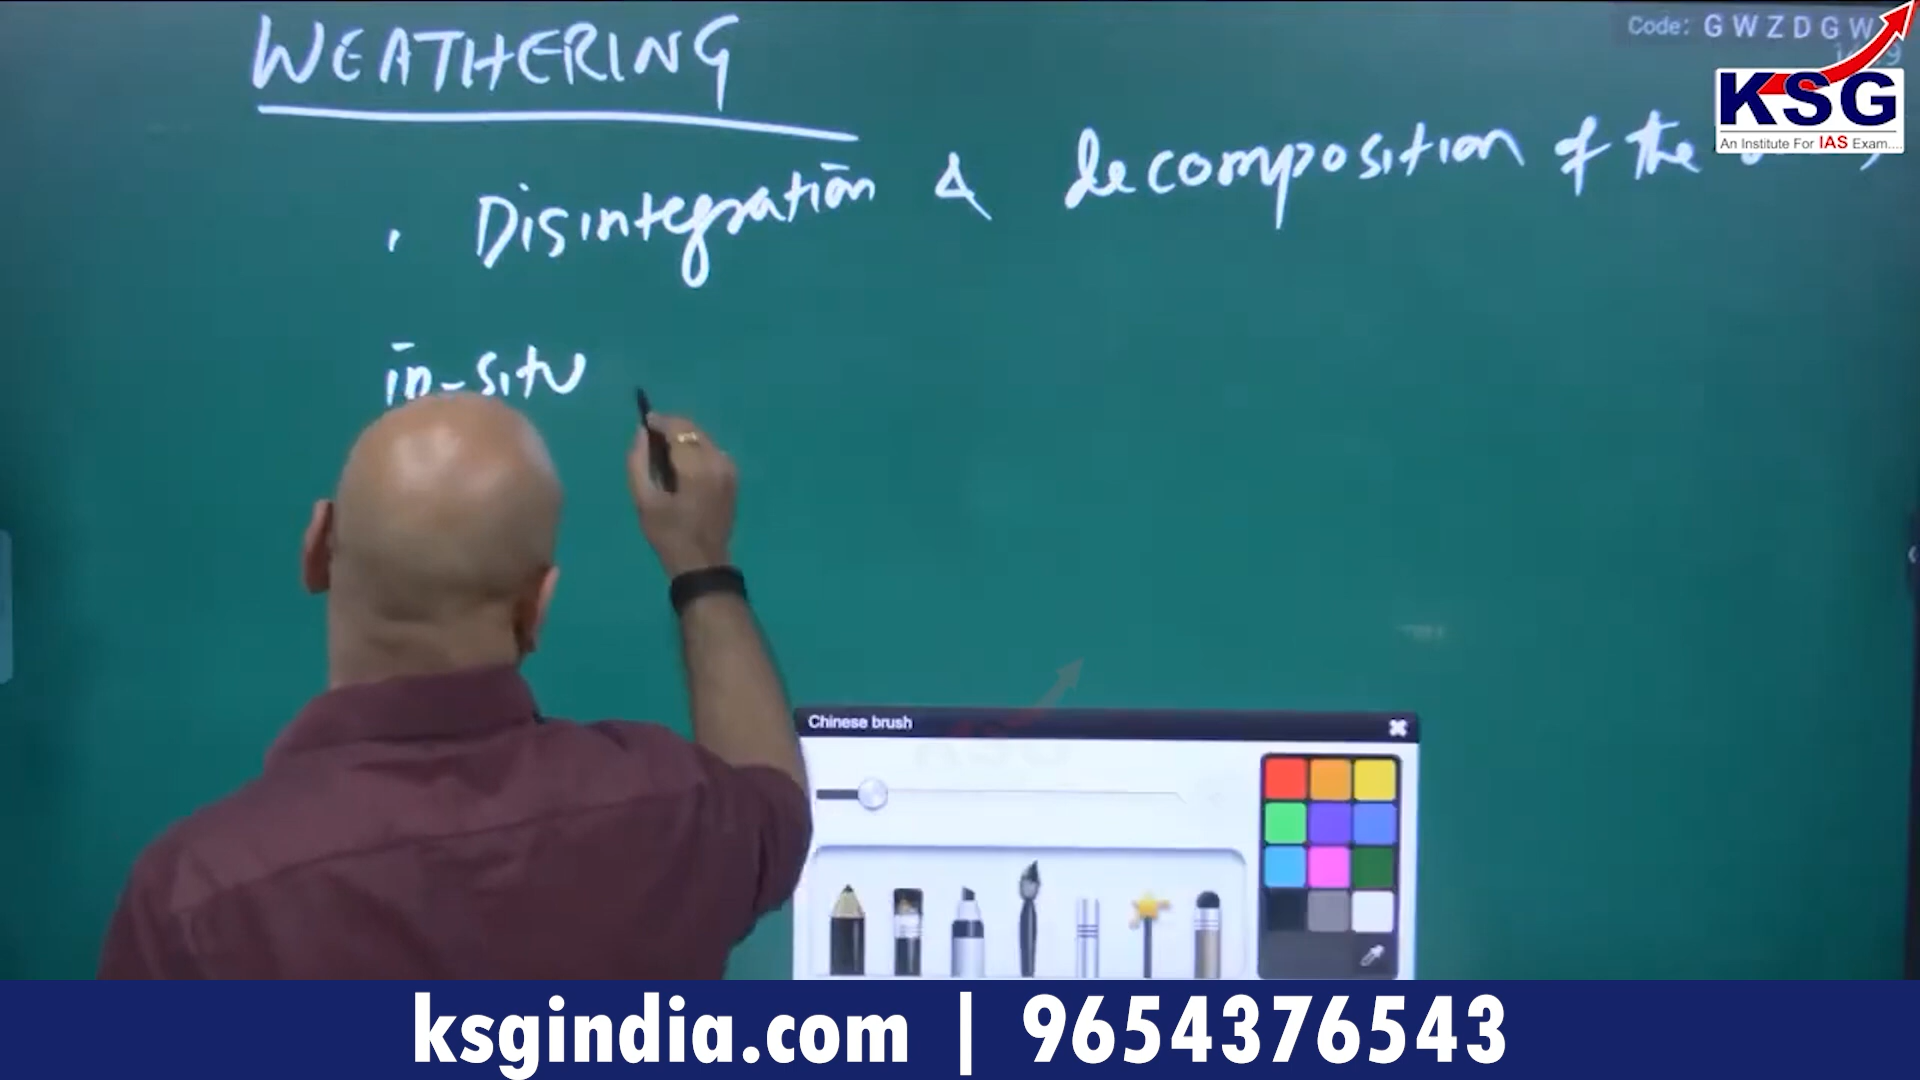 WEATHERING
Code: GWZDGW
KSG
An Institute For IAS Exam....
. Disintegration & decomposition of the
in-situ
Chinese brush
KSG
ksgindia.com | 9654376543